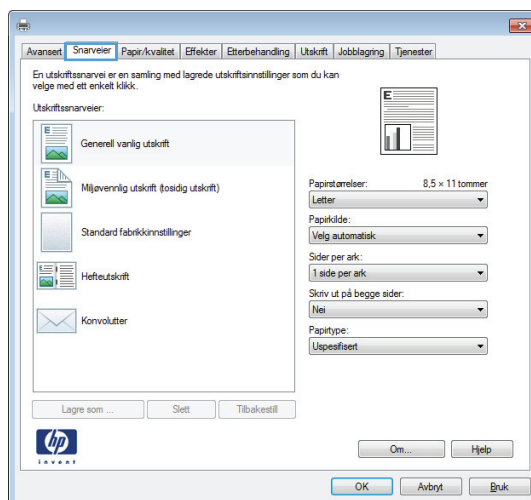 Avansert Snarveier Papir/kvalitet Effekter Etterbehandling Utskrift Jobblagring Tjenester
En utskriftssnarvei er en samling med lagrede utskriftsinnstillinger som du kan
velge med ett enkelt klikk.
Utskriftssnarveier:
E
Generell vanlig utskrift
E
Miljøvennlig utskrift (tosidig utskrift)
Standard fabrikkinnstillinger
E
Hefteutskrift
Konvolutter
Lagre som ... Slett Tilbakestill
E
Papirstørrelser: 8,5 × 11 tommer
Letter
Papirkilde:
Velg automatisk
Sider per ark:
1 side per ark
Skriv ut på begge sider:
Nei
Papirtype:
Uspesifisert
hp
invent
Om... Hjelp
OK Avbryt Bruk